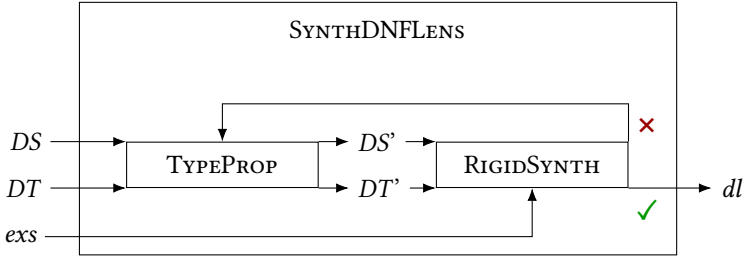 SYNTHDNFLENS
DS DS' ✗
TYPEPROP RIGIDSYNTH
DT DT' dl
✓
exs